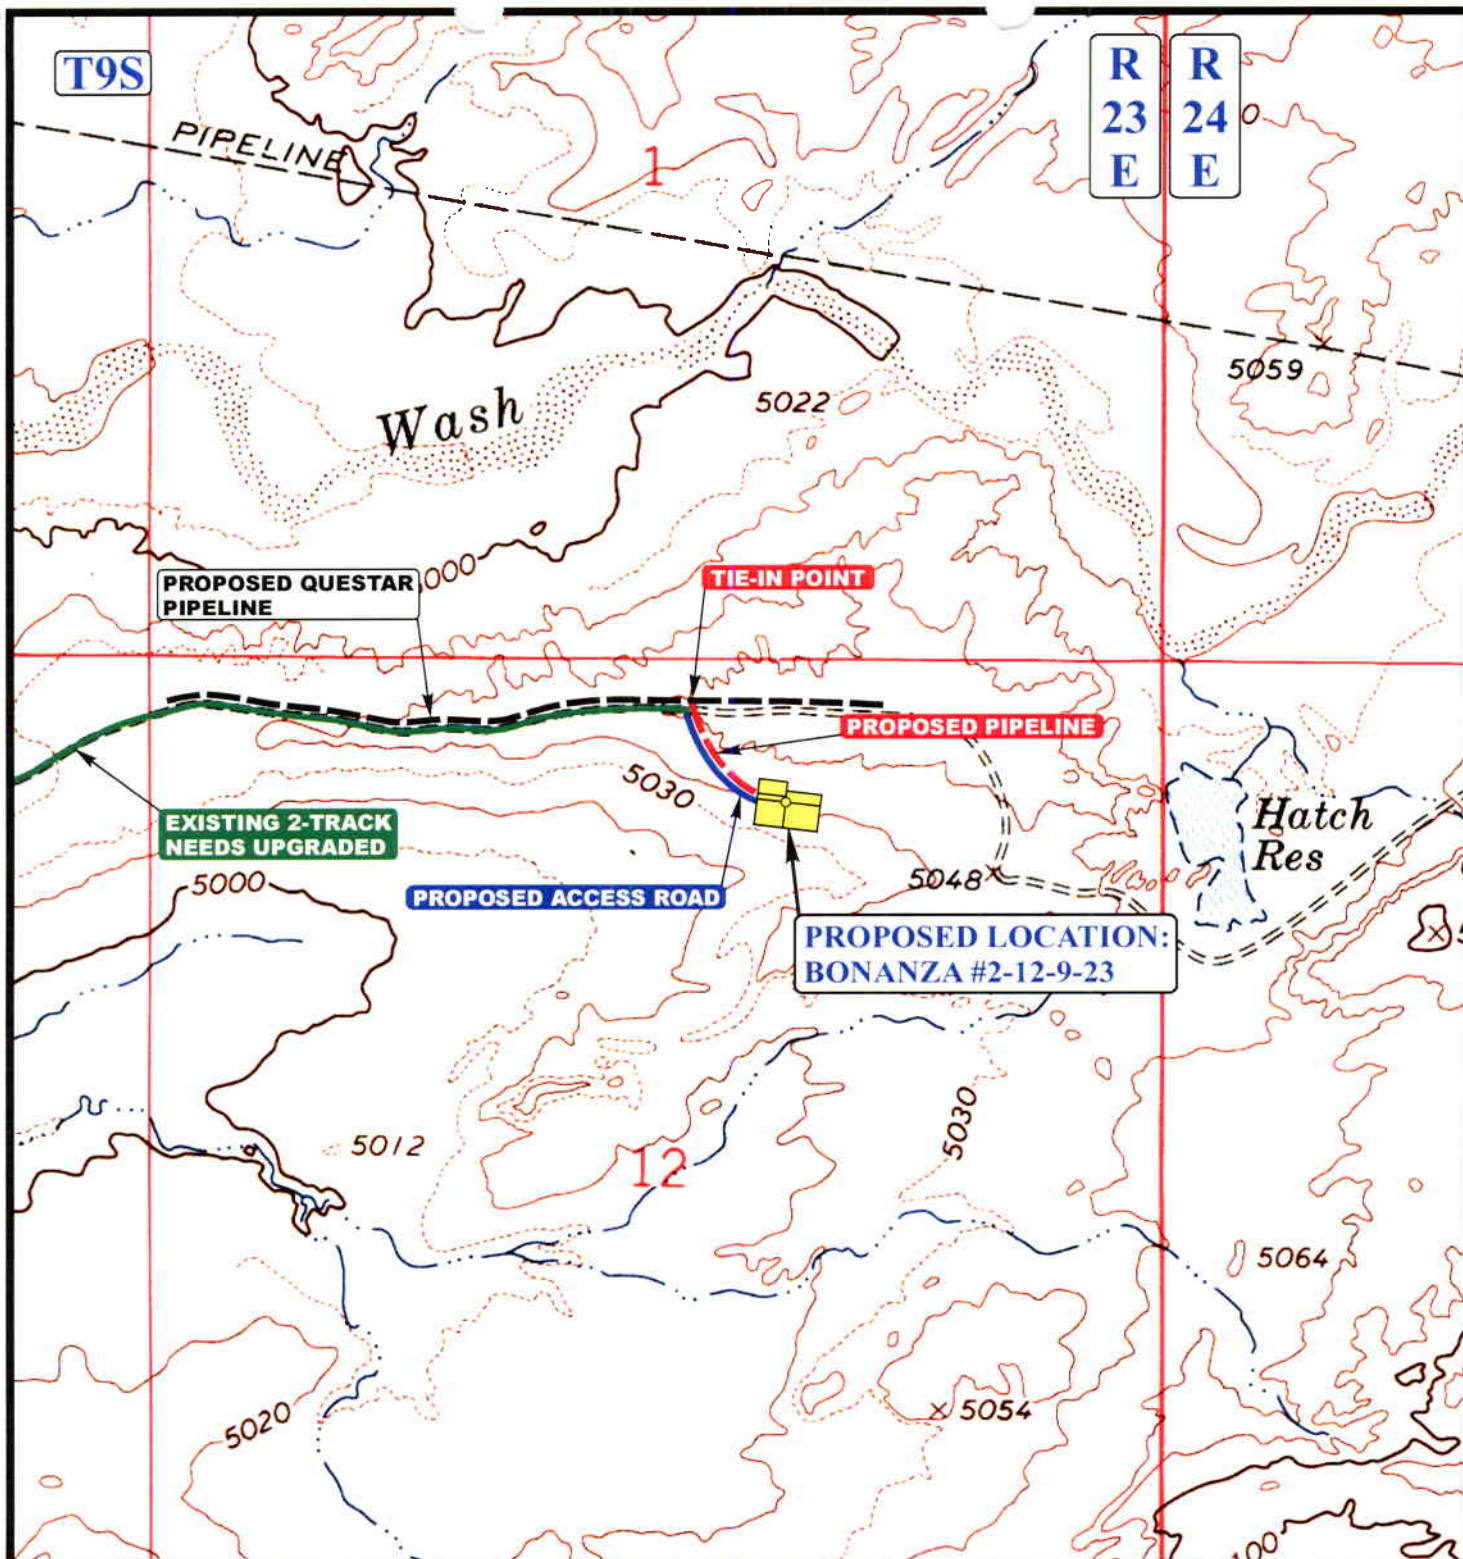 T9S
R
23
E
R
24
E
PIPELINE
1
5059
5022
Wash
PROPOSED QUESTAR
PIPELINE
TIE-IN POINT
PROPOSED PIPELINE
5030
EXISTING 2-TRACK
NEEDS UPGRADED
Hatch
Res
5000
5048
PROPOSED ACCESS ROAD
PROPOSED LOCATION:
BONANZA #2-12-9-23
5030
5012
12
5064
5020
5054